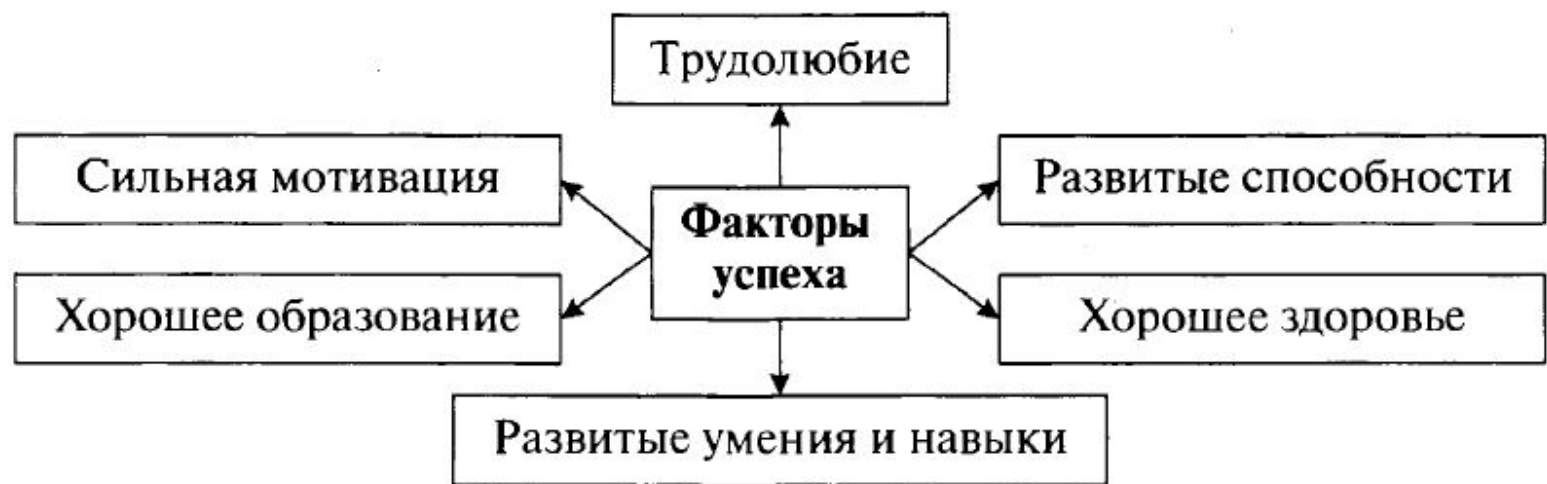 Трудолюбие
Сильная мотивация
Развитые способности
Факторы
успеха
Хорошее образование
Хорошее здоровье
Развитые умения и навыки